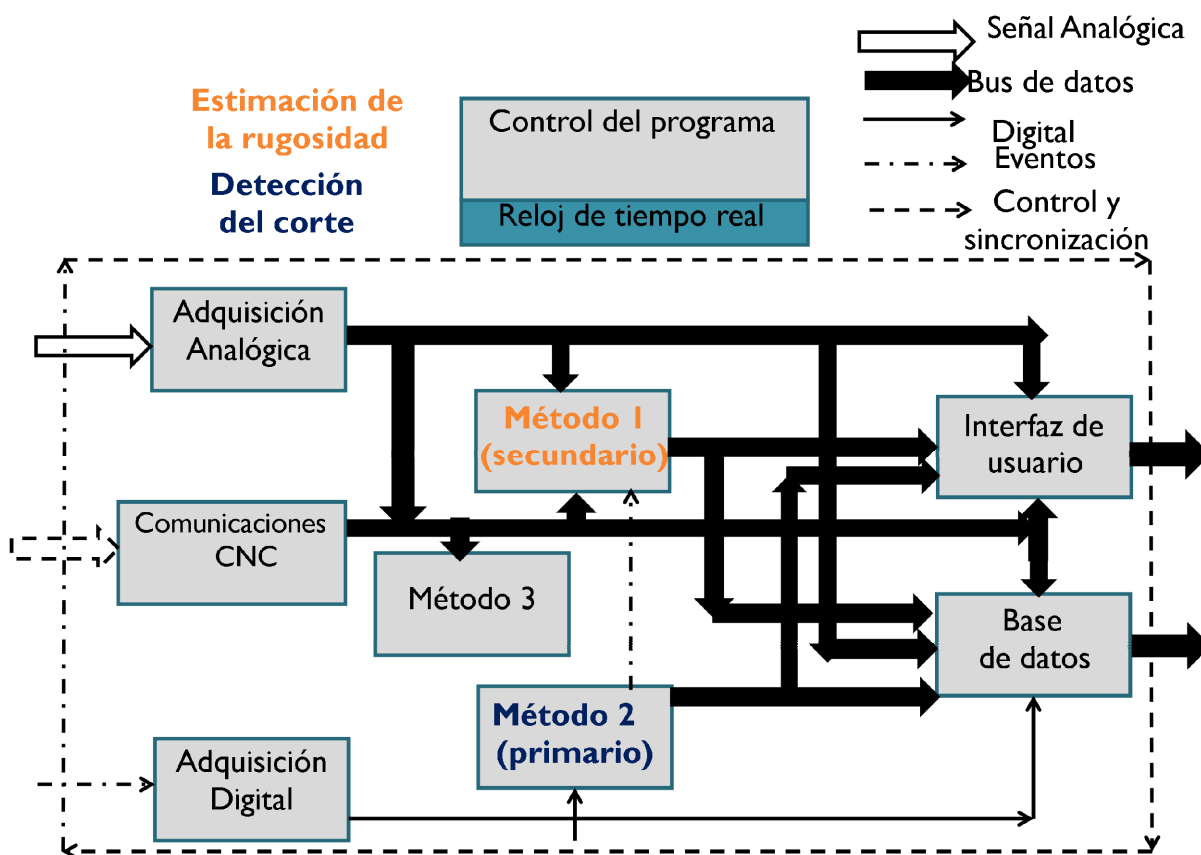 Señal Analógica
Bus de datos
Digital
Eventos
Control y
sincronización
Estimación de
la rugosidad
Detección
del corte
Control del programa
Reloj de tiempo real
Adquisición
Analógica
Método 1
(secundario)
Interfaz de
usuario
Comunicaciones
CNC
Método 3
Base
de datos
Método 2
(primario)
Adquisición
Digital